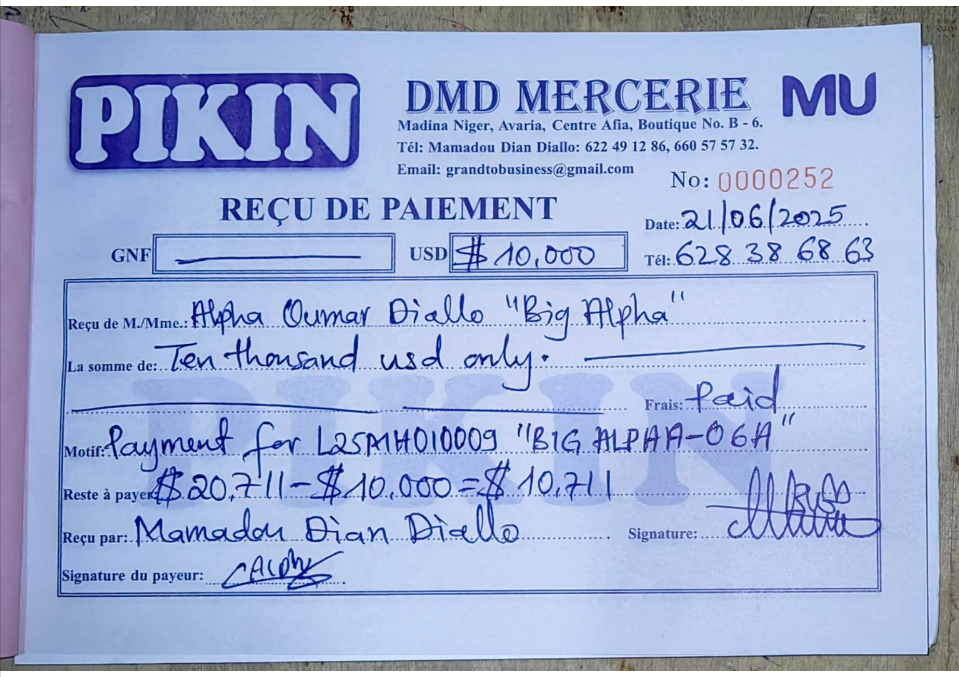 PIKIN
DMD MERCERIE
MU
Madina Niger, Avaria, Centre Afia, Boutique No. B - 6.
Tél: Mamadou Dian Diallo: 622 49 12 86, 660 57 57 32.
Email: grandtobusiness@gmail.com
No: 0000252
REÇU DE PAIEMENT
Date: 21/06/2025
GNF USD $ 10,000
Tél: 628 38 68 63
Reçu de M./Mme.: Alpha Oumar Diallo "Big Alpha"
La somme de: Ten thousand usd only.
Frais: Paid
Motif: Payment for L25A1H010009 "BIG ALPHA-06A"
Reste à payer $ 20,711-$ 10.000=$ 10,711
Reçu par: Mamadou Dian Diallo Signature:
Signature du payeur: Alpha
PIKIN